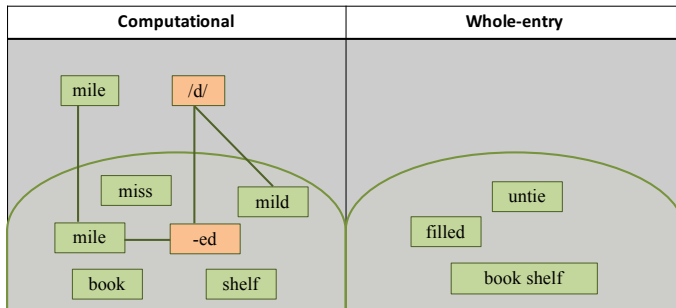 Computational
Whole-entry
mile
/d/
miss
mild
untie
mile
-ed
filled
book
shelf
book shelf